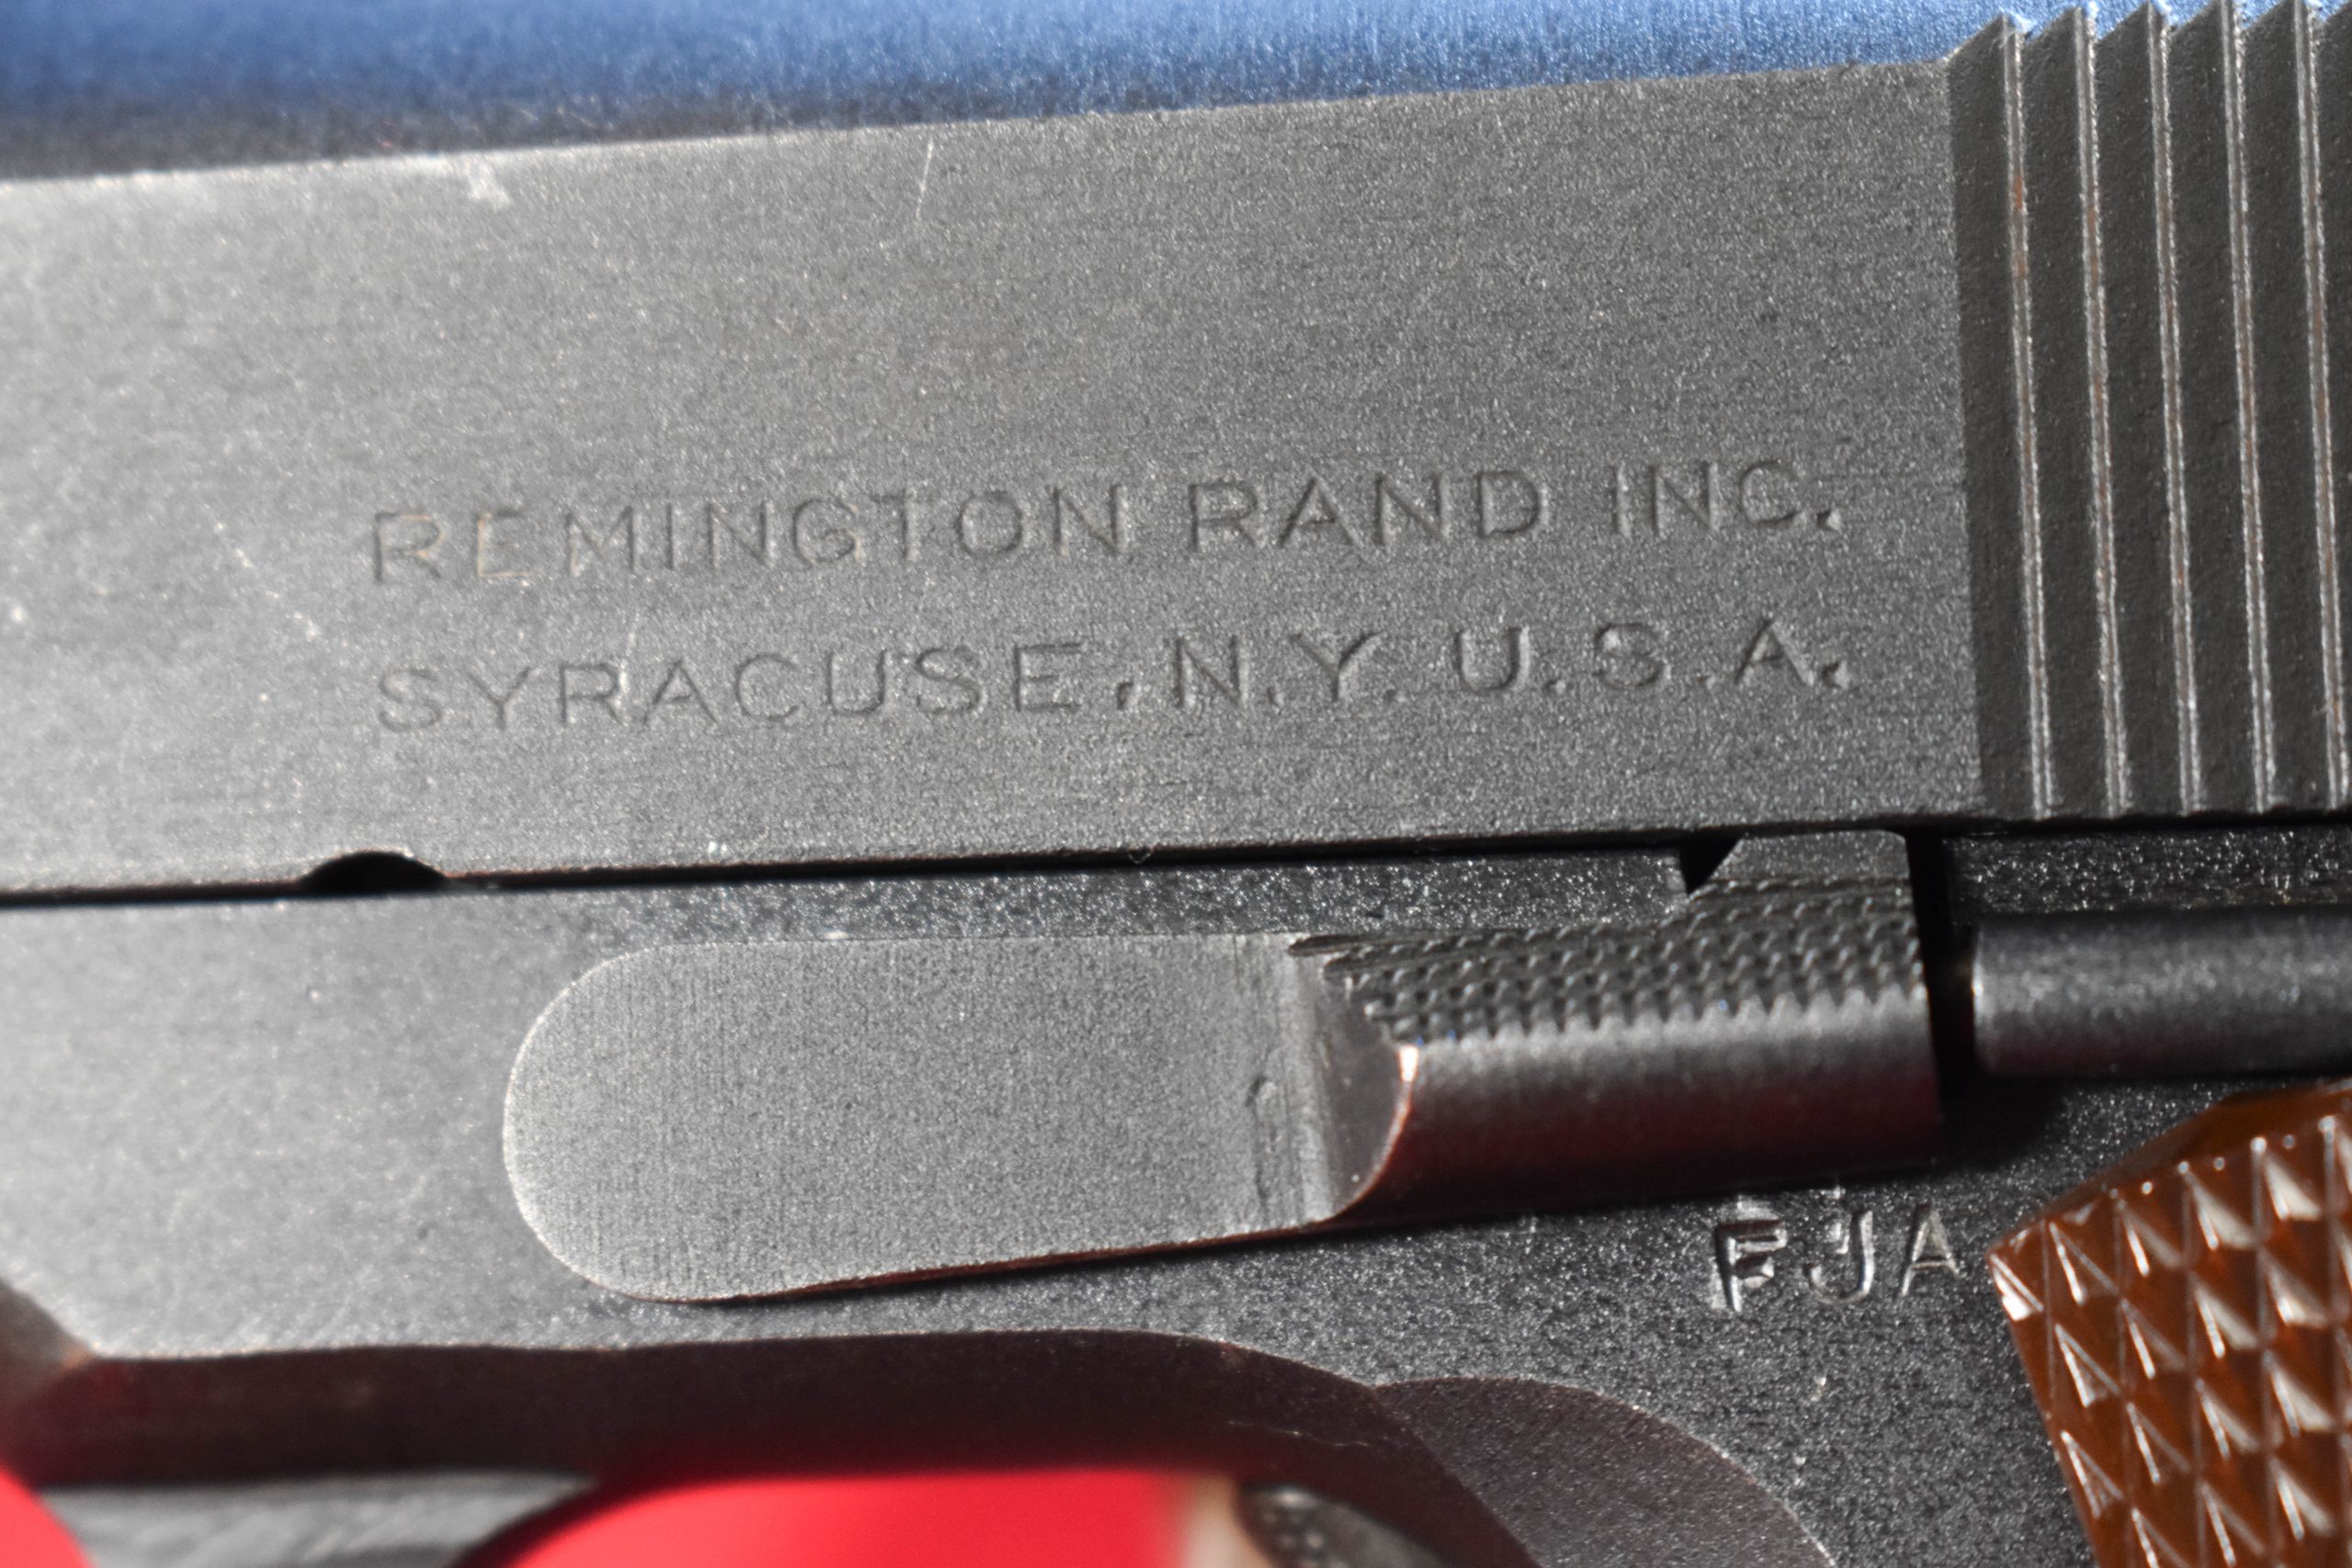 REMINGTON RAND INC.
SYRACUSE, N.Y. U.S.A.
FJA